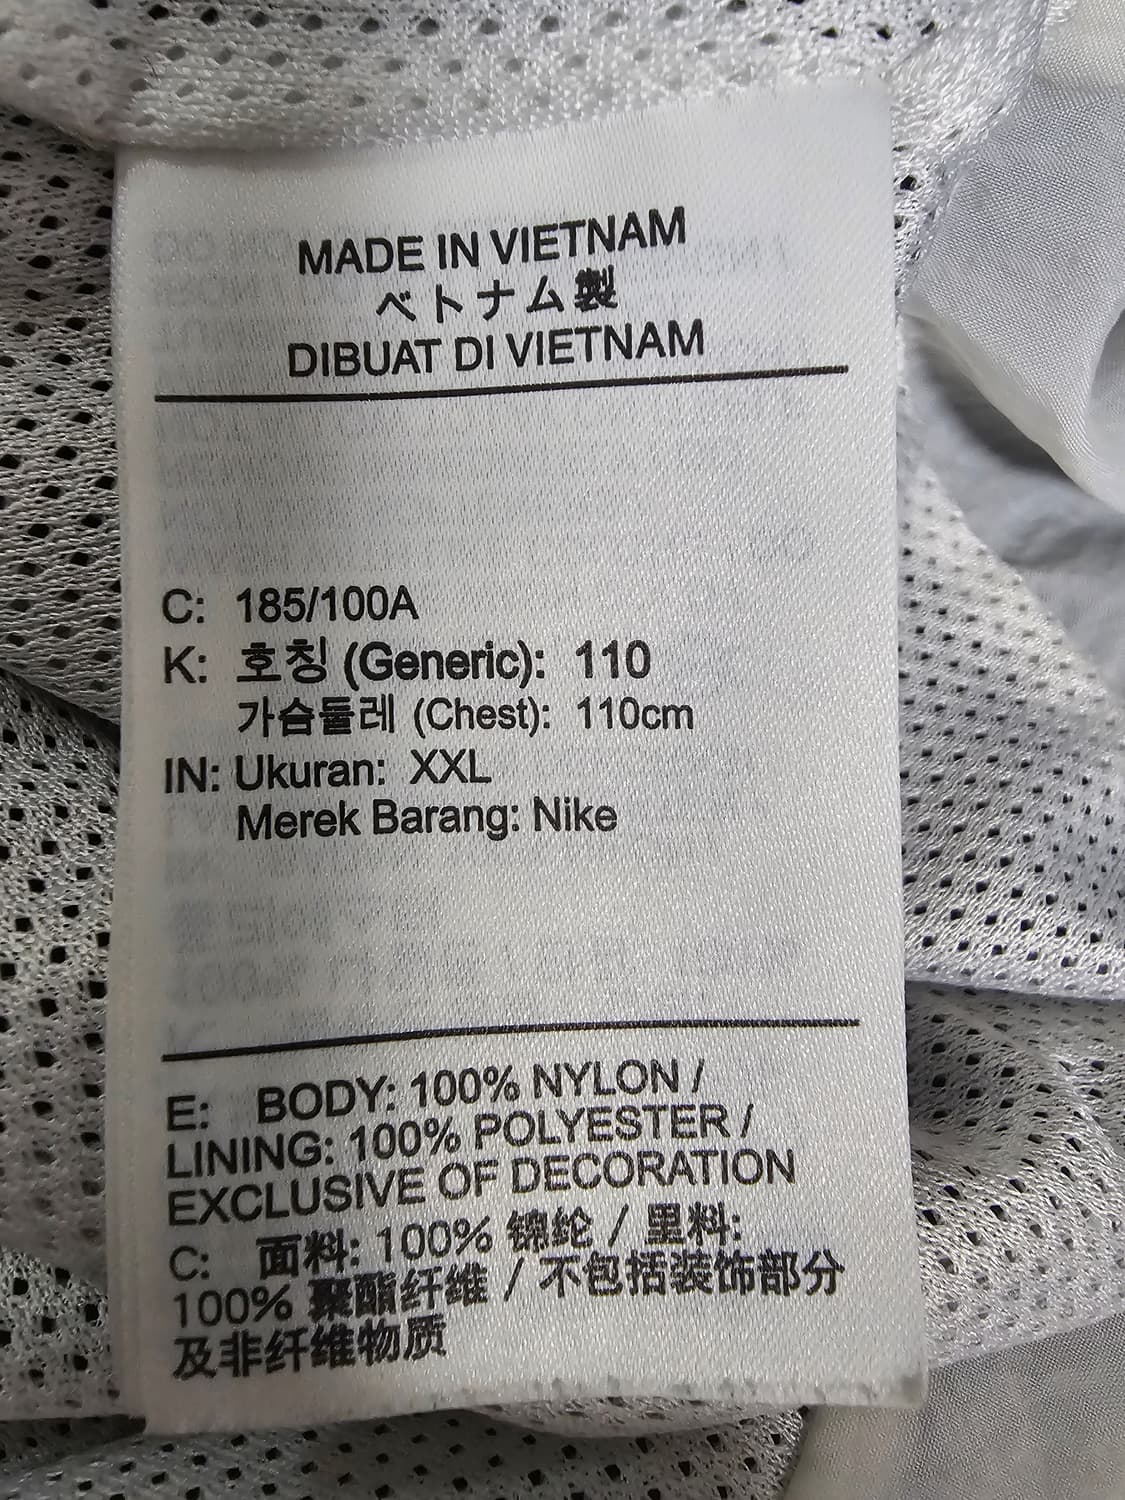 MADE IN VIETNAM
ベトナム製
DIBUAT DI VIETNAM
C: 185/100A
K: 호칭 (Generic): 110
가슴둘레 (Chest): 110cm
IN: Ukuran: XXL
Merek Barang: Nike
E: BODY: 100% NYLON /
LINING: 100% POLYESTER /
EXCLUSIVE OF DECORATION
C: 面料: 100% 锦纶 / 里料:
100% 聚酯纤维 / 不包括装饰部分
及非纤维物质